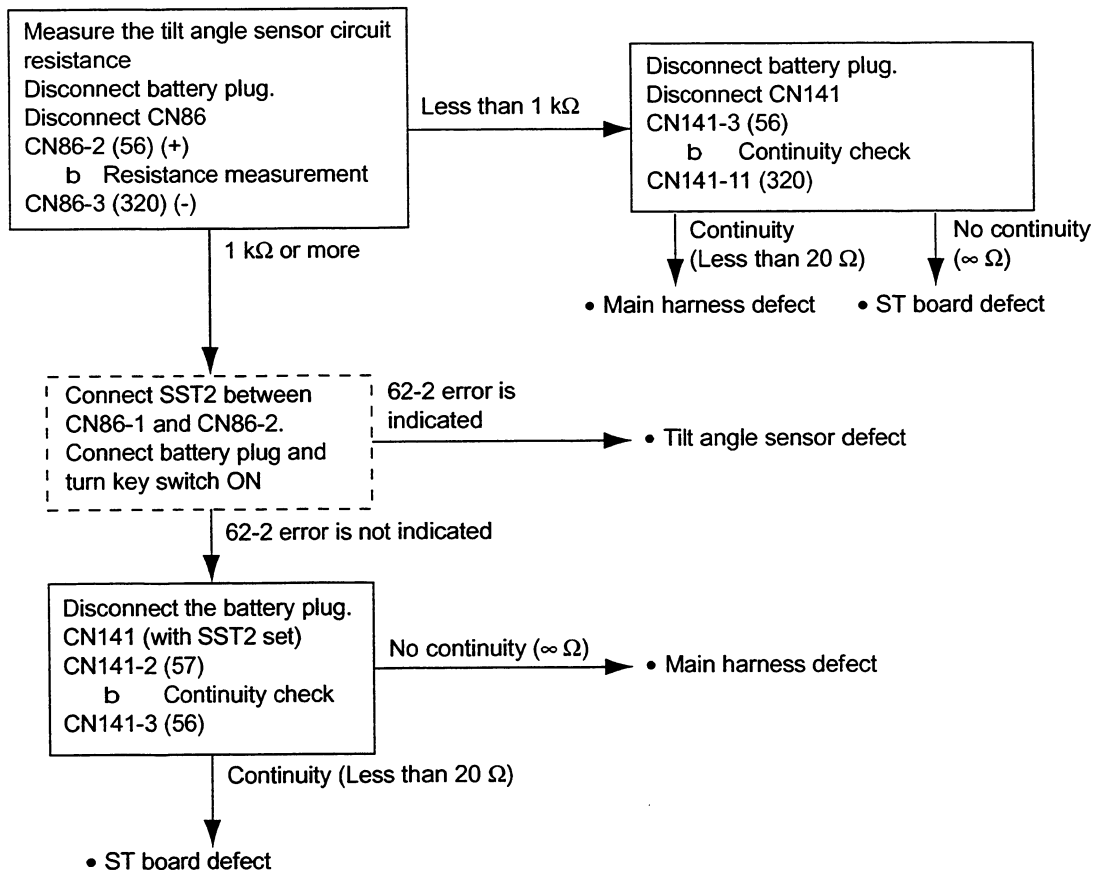 Measure the tilt angle sensor circuit
resistance
Disconnect battery plug.
Disconnect CN86
CN86-2 (56) (+)
b Resistance measurement
CN86-3 (320) (-)
Less than 1 kΩ
Disconnect battery plug.
Disconnect CN141
CN141-3 (56)
b Continuity check
CN141-11 (320)
1 kΩ or more
Continuity
(Less than 20 Ω)
No continuity
(∞ Ω)
• Main harness defect
• ST board defect
Connect SST2 between
CN86-1 and CN86-2.
Connect battery plug and
turn key switch ON
62-2 error is
indicated
• Tilt angle sensor defect
62-2 error is not indicated
Disconnect the battery plug.
CN141 (with SST2 set)
CN141-2 (57)
b Continuity check
CN141-3 (56)
No continuity (∞ Ω)
• Main harness defect
Continuity (Less than 20 Ω)
• ST board defect